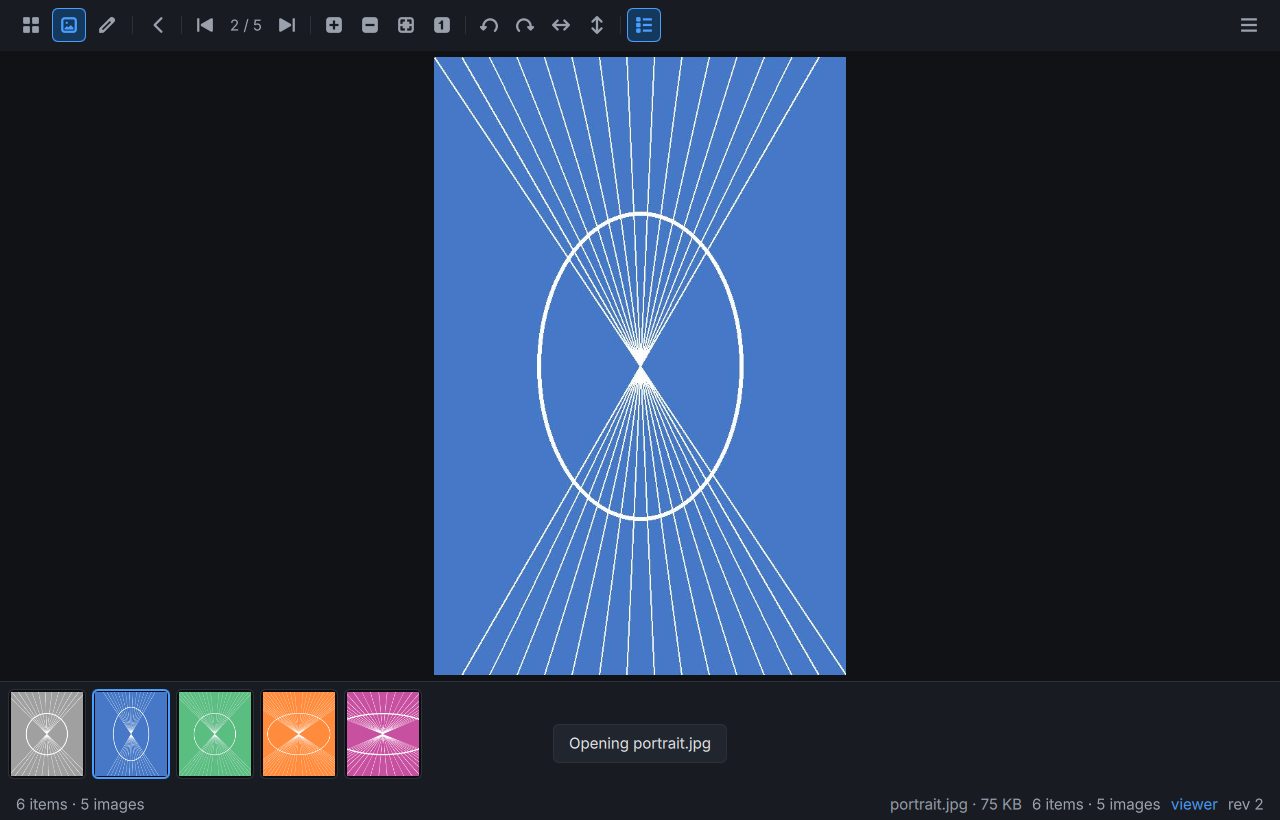 2 / 5
1
Opening portrait.jpg
6 items · 5 images
portrait.jpg · 75 KB 6 items · 5 images viewer rev 2